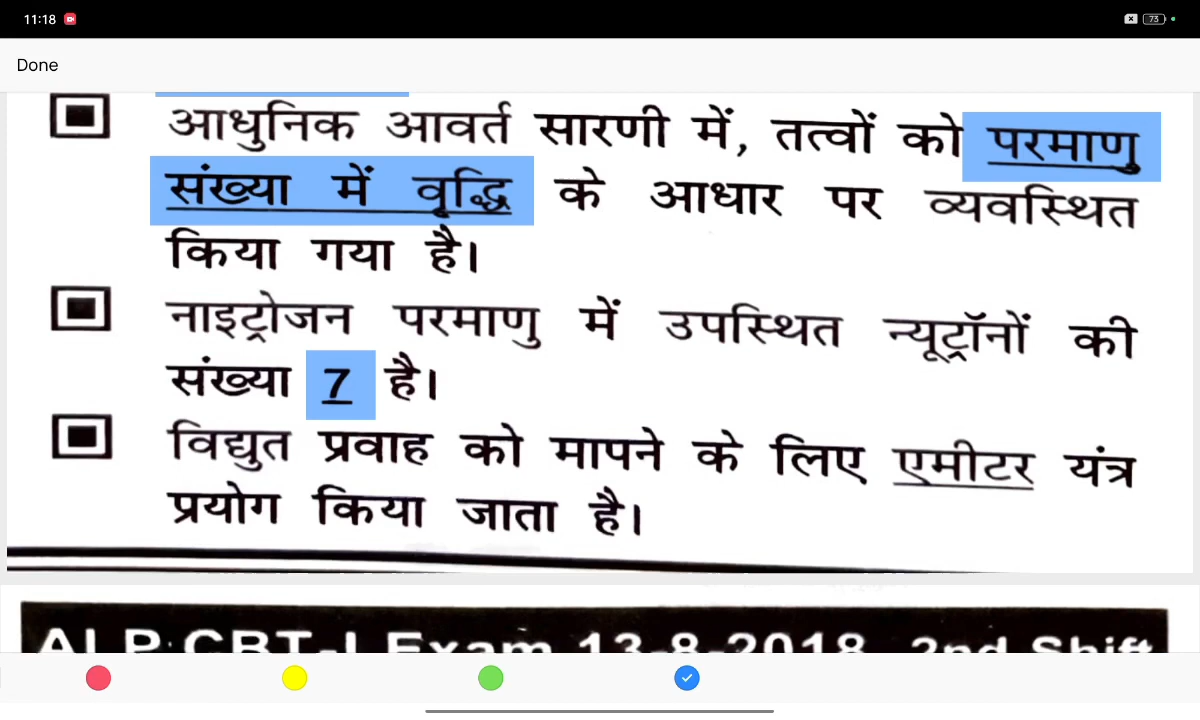 11:18
73
Done
आधुनिक आवर्त सारणी में, तत्वों को परमाणु
संख्या में वृद्धि के आधार पर व्यवस्थित
किया गया है।
नाइट्रोजन परमाणु में उपस्थित न्यूट्रॉनों की
संख्या 7 है।
विद्युत प्रवाह को मापने के लिए एमीटर यंत्र
प्रयोग किया जाता है।
ALP CBT-I Exam 13-8-2018 2nd Shift